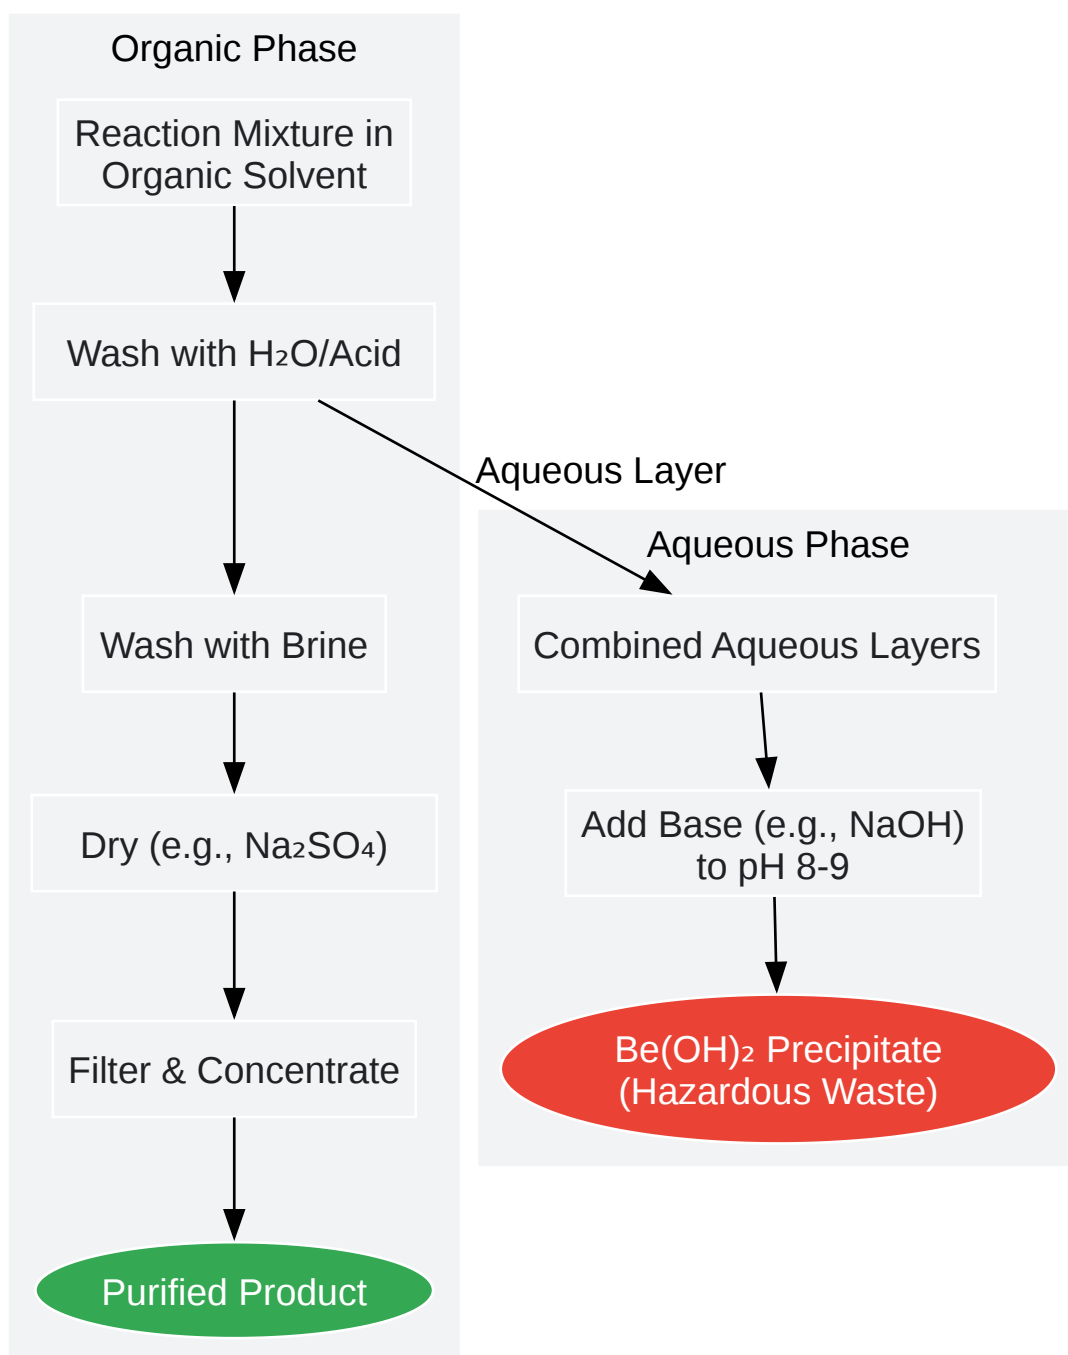 Organic Phase
Reaction Mixture in
Organic Solvent
Wash with H₂O/Acid
Aqueous Layer
Aqueous Phase
Wash with Brine
Combined Aqueous Layers
Dry (e.g., Na₂SO₄)
Add Base (e.g., NaOH)
to pH 8-9
Filter & Concentrate
Be(OH)₂ Precipitate
(Hazardous Waste)
Purified Product